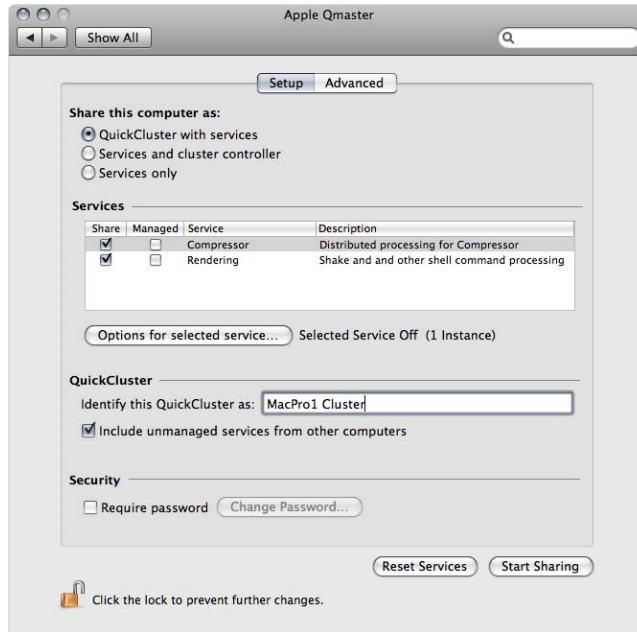 Apple Qmaster
Show All
Setup Advanced
Share this computer as:
QuickCluster with services
Services and cluster controller
Services only
Services
Share Managed Service Description
Compressor Distributed processing for Compressor
Rendering Shake and and other shell command processing
Options for selected service... Selected Service Off (1 Instance)
QuickCluster
Identify this QuickCluster as: MacPro1 Cluster
Include unmanaged services from other computers
Security
Require password Change Password...
Reset Services Start Sharing
Click the lock to prevent further changes.